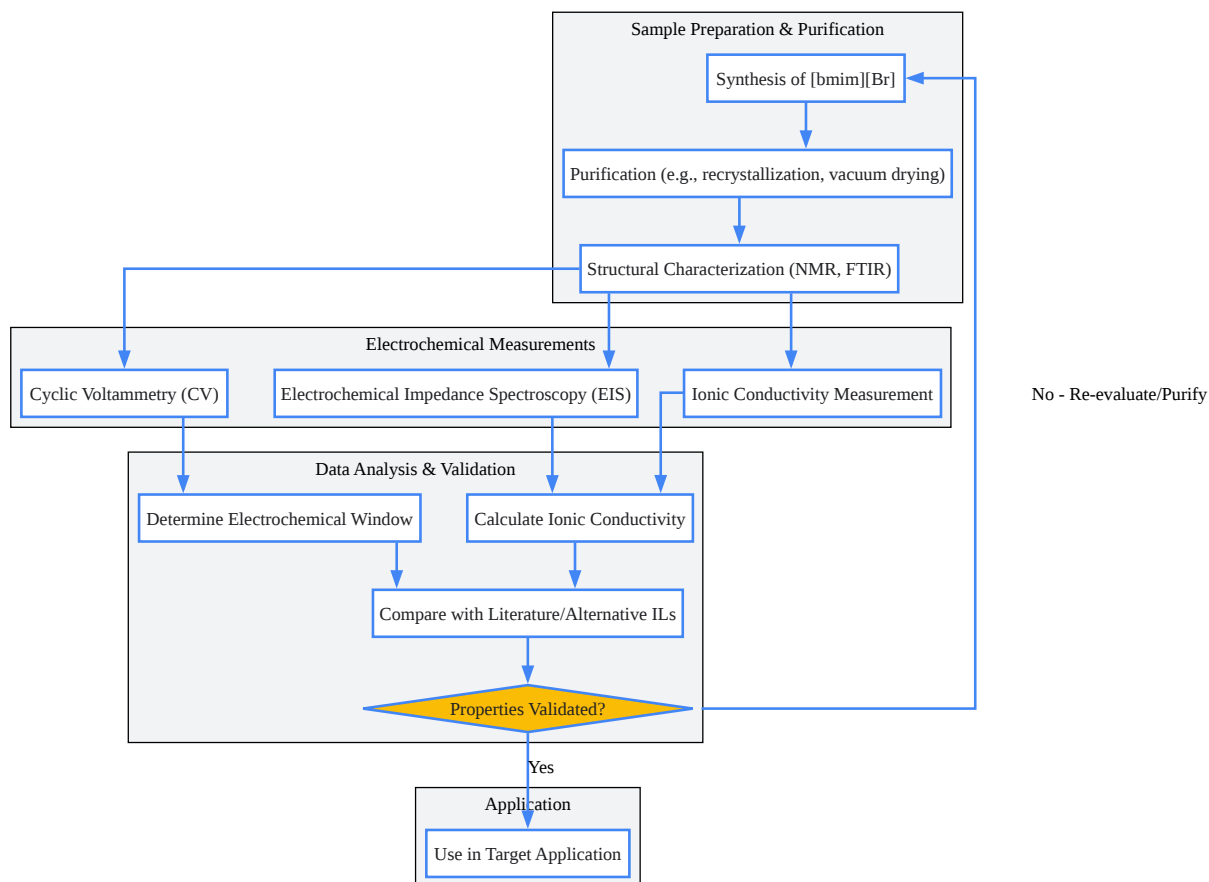 Sample Preparation & Purification
Synthesis of [bmim][Br]
Purification (e.g., recrystallization, vacuum drying)
Structural Characterization (NMR, FTIR)
Electrochemical Measurements
Cyclic Voltammetry (CV)
Electrochemical Impedance Spectroscopy (EIS)
Ionic Conductivity Measurement
No - Re-evaluate/Purify
Data Analysis & Validation
Determine Electrochemical Window
Calculate Ionic Conductivity
Compare with Literature/Alternative ILs
Properties Validated?
Yes
Application
Use in Target Application